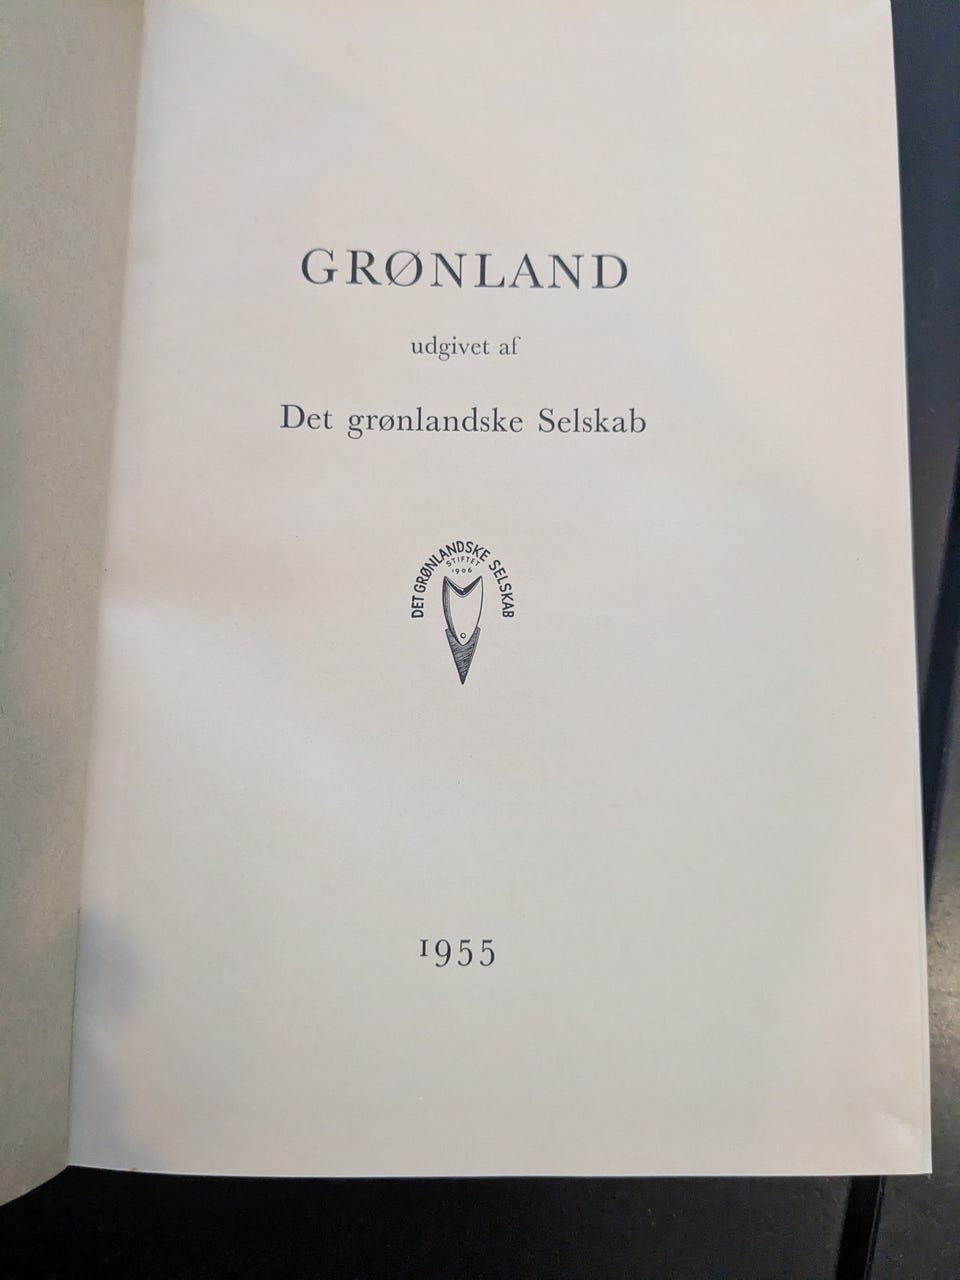 GRØNLAND
udgivet af
Det grønlandske Selskab
DET GRØNLANDSKE SELSKAB
STIFTET
1906
1955